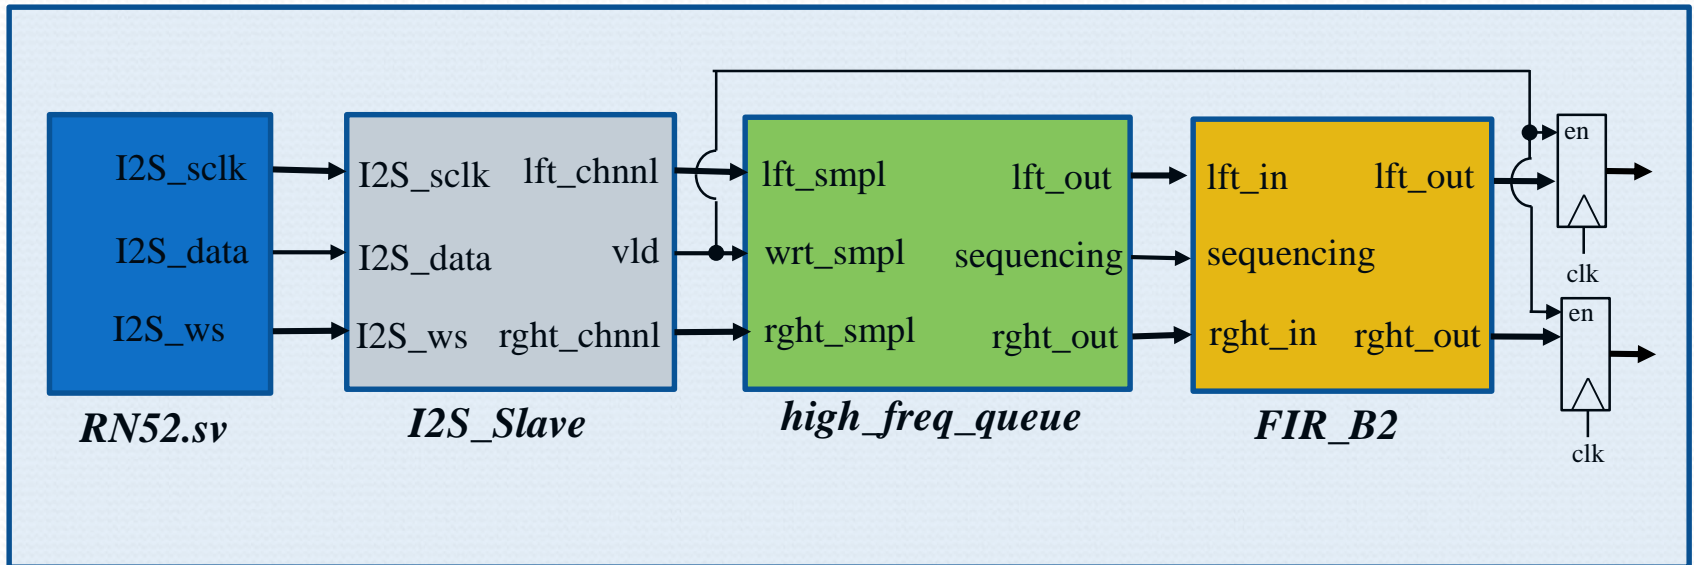 I2S_sclk
I2S_data
I2S_ws
RN52.sv
I2S_sclk
lft_chnnl
I2S_data
vld
I2S_ws
rght_chnnl
I2S_Slave
lft_smpl
lft_out
wrt_smpl
sequencing
rght_smpl
rght_out
high_freq_queue
lft_in
lft_out
sequencing
rght_in
rght_out
FIR_B2
en
clk
en
clk